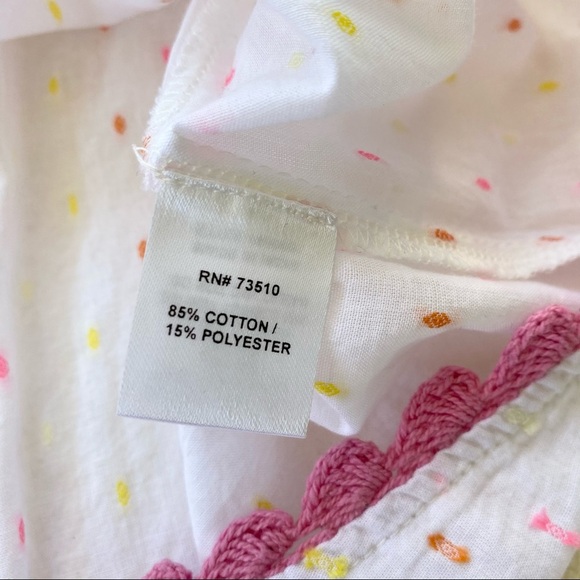 RN# 73510
85% COTTON /
15% POLYESTER